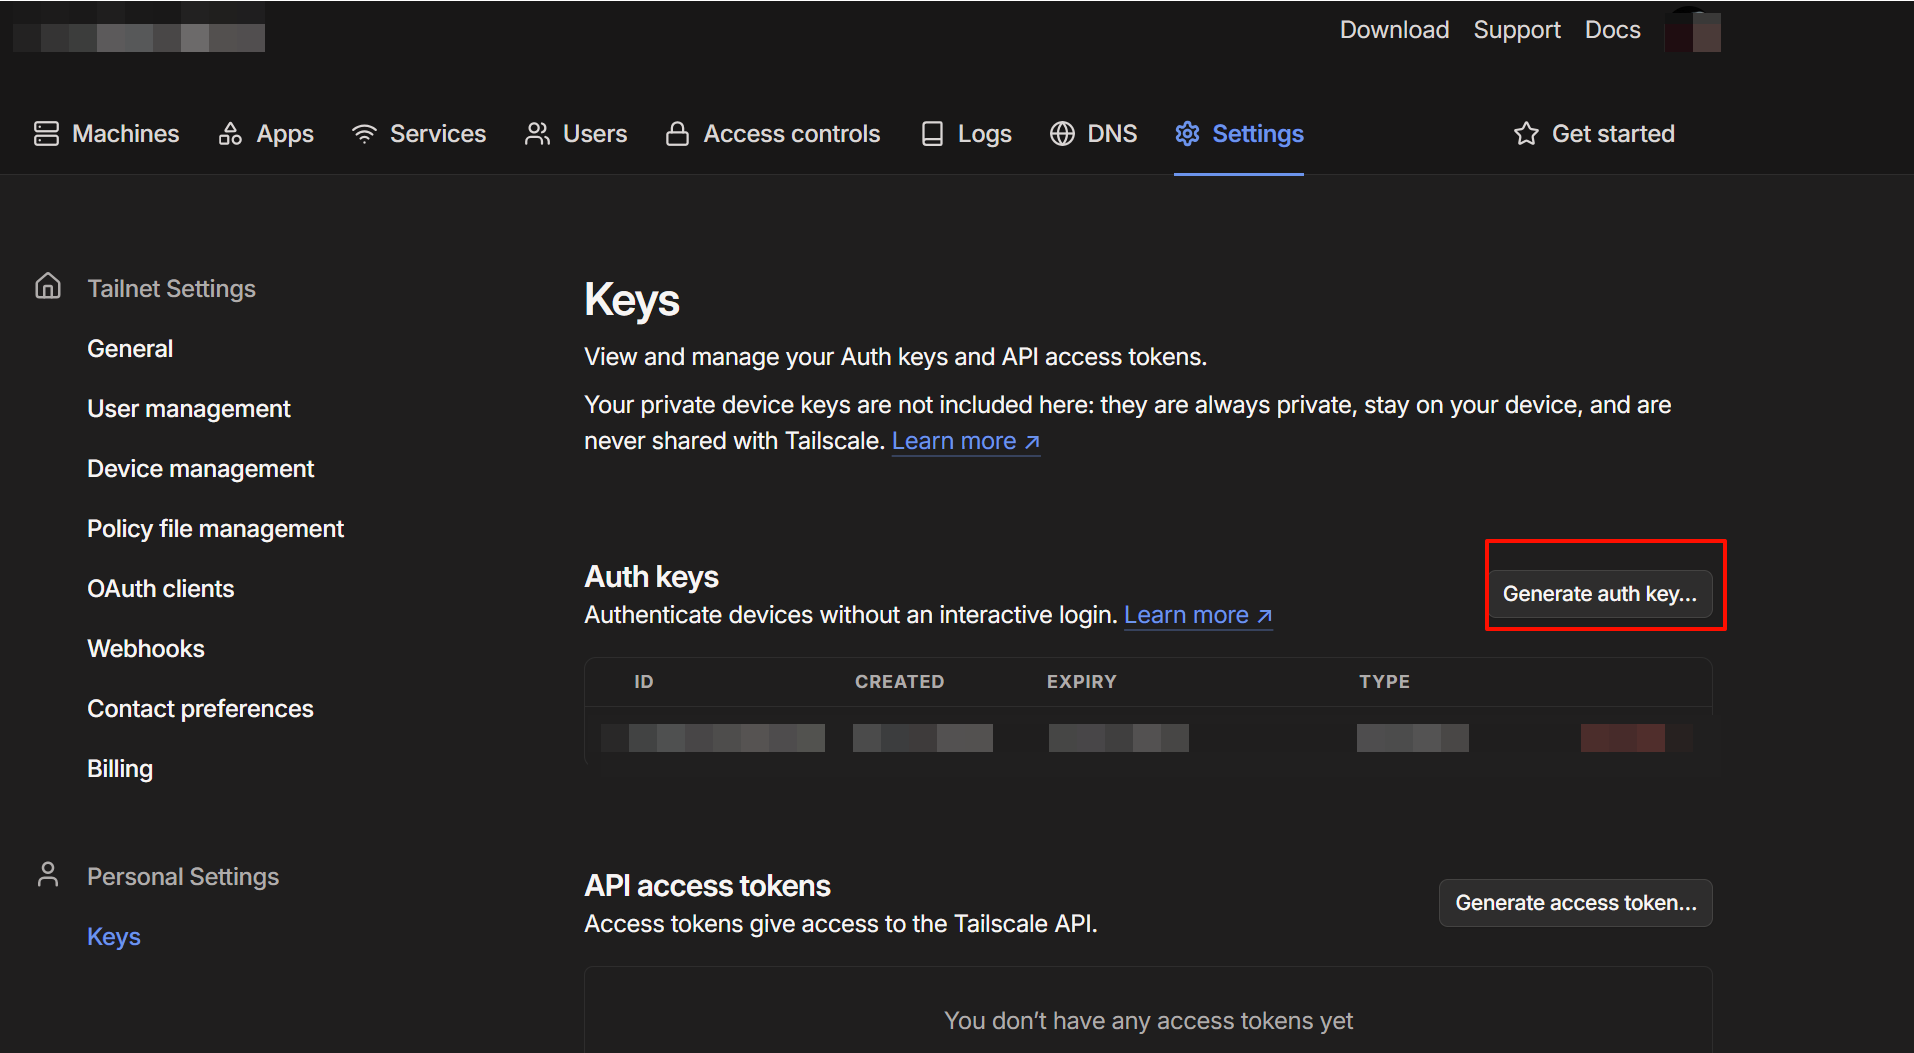 Download Support Docs
Machines Apps Services Users Access controls Logs DNS Settings Get started
Tailnet Settings
General
User management
Device management
Policy file management
OAuth clients
Webhooks
Contact preferences
Billing
Personal Settings
Keys
Keys
View and manage your Auth keys and API access tokens.
Your private device keys are not included here: they are always private, stay on your device, and are
never shared with Tailscale. Learn more ↗
Auth keys
Authenticate devices without an interactive login. Learn more ↗
Generate auth key...
ID CREATED EXPIRY TYPE
API access tokens
Access tokens give access to the Tailscale API.
Generate access token...
You don’t have any access tokens yet